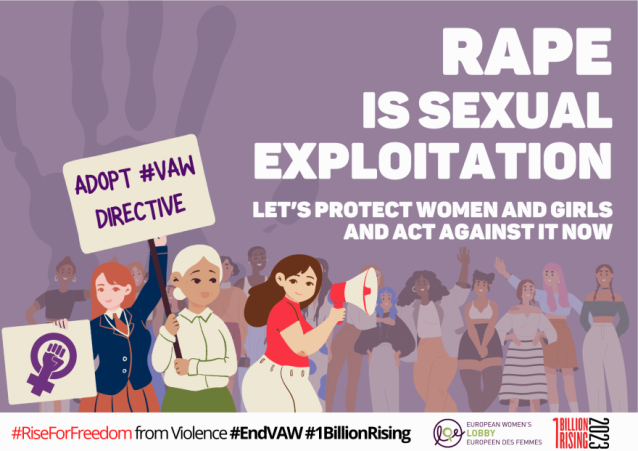 RAPE
IS SEXUAL
EXPLOITATION
LET'S PROTECT WOMEN AND GIRLS
AND ACT AGAINST IT NOW
ADOPT #VAW
DIRECTIVE
#RiseForFreedom from Violence #EndVAW #1BillionRising
EUROPEAN WOMEN'S
LOBBY
EUROPEEN DES FEMMES
1 BILLION
RISING
2023